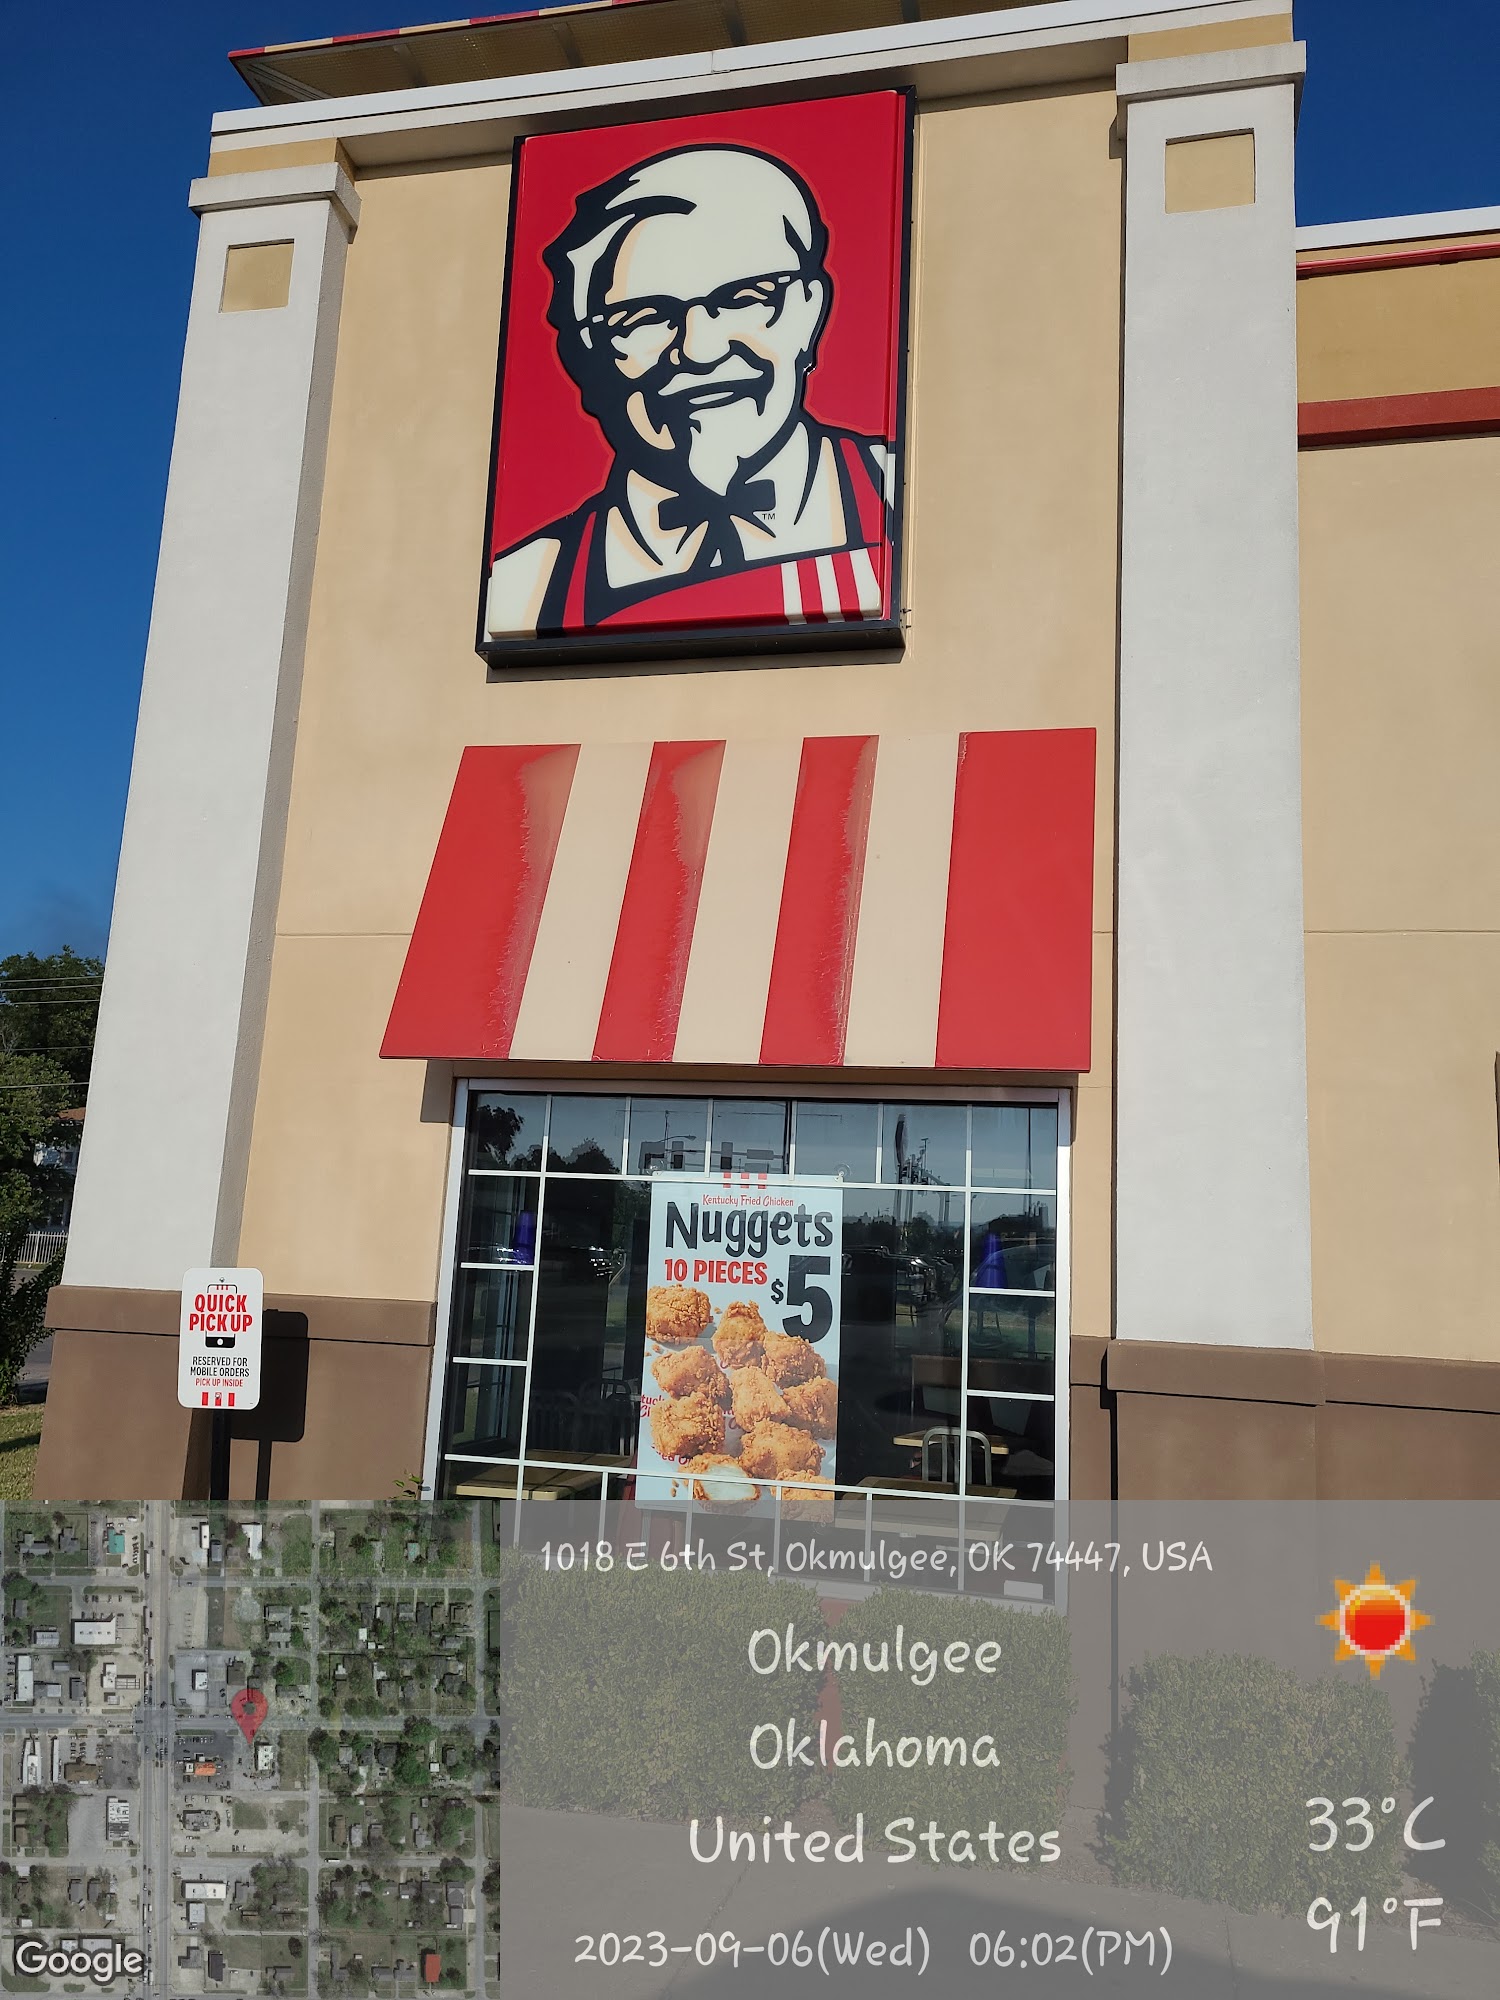 TM
Kentucky Fried Chicken
Nuggets
10 PIECES
$5
QUICK
PICK UP
RESERVED FOR
MOBILE ORDERS
PICK UP INSIDE
1018 E 6th St, Okmulgee, OK 74447, USA
Okmulgee
Oklahoma
United States
33°C
91°F
2023-09-06(Wed) 06:02(PM)
Google